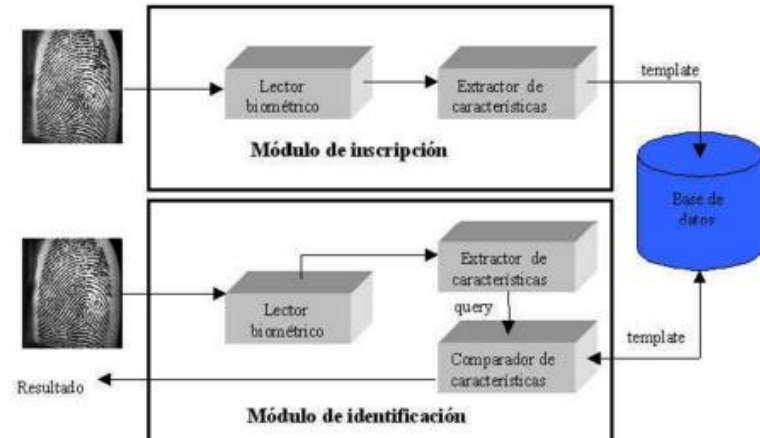 Lector
biométrico
Extractor de
características
template
Módulo de inscripción
Base de
datos
Lector
biométrico
Extractor de
características
query
Comparador de
características
template
Resultado
Módulo de identificación